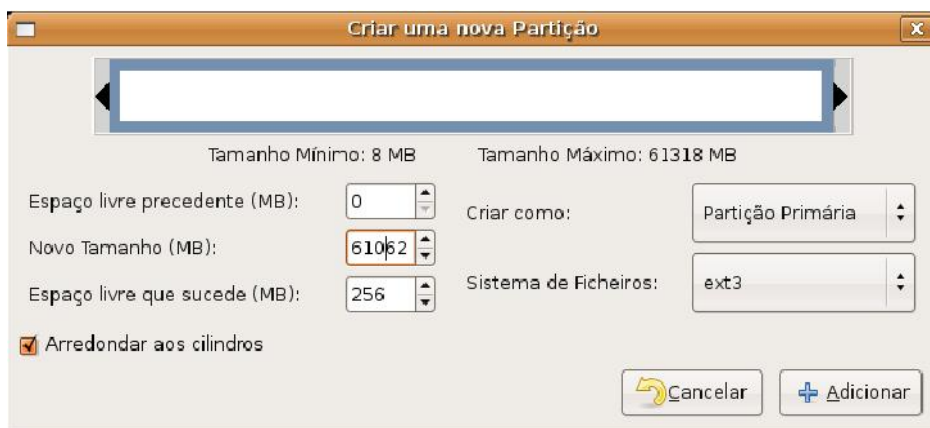 Criar uma nova Partição
Tamanho Mínimo: 8 MB Tamanho Máximo: 61318 MB
Espaço livre precedente (MB): 0
Criar como: Partição Primária
Novo Tamanho (MB): 61062
Espaço livre que sucede (MB): 256
Sistema de Ficheiros: ext3
Arredondar aos cilindros
Cancelar Adicionar